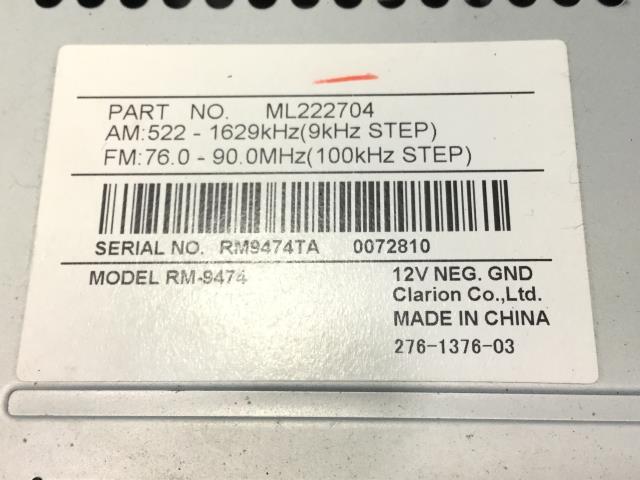 PART NO. ML222704
AM:522 - 1629kHz(9kHz STEP)
FM:76.0 - 90.0MHz(100kHz STEP)
SERIAL NO. RM9474TA 0072810
MODEL RM-9474 12V NEG. GND
Clarion Co.,Ltd.
MADE IN CHINA
276-1376-03